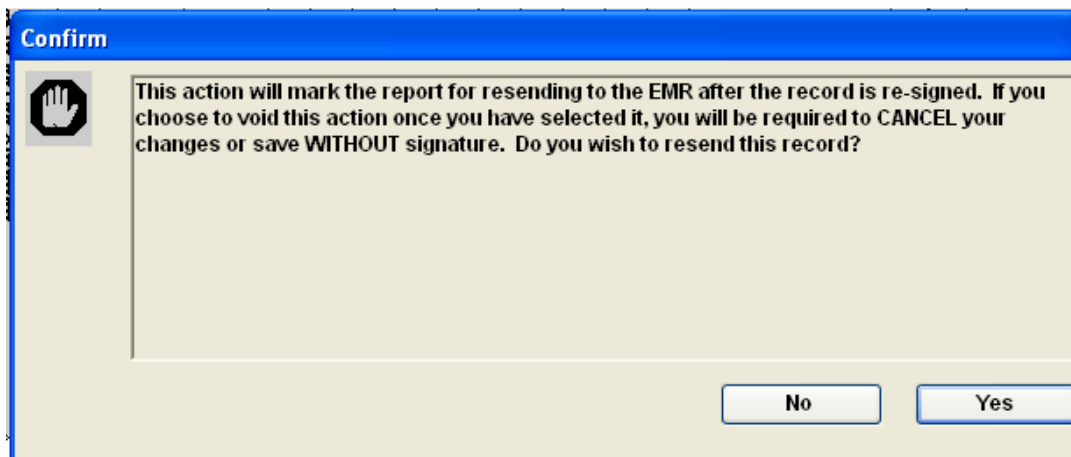 Confirm
This action will mark the report for resending to the EMR after the record is re-signed.  If you
choose to void this action once you have selected it, you will be required to CANCEL your
changes or save WITHOUT signature.  Do you wish to resend this record?
No
Yes